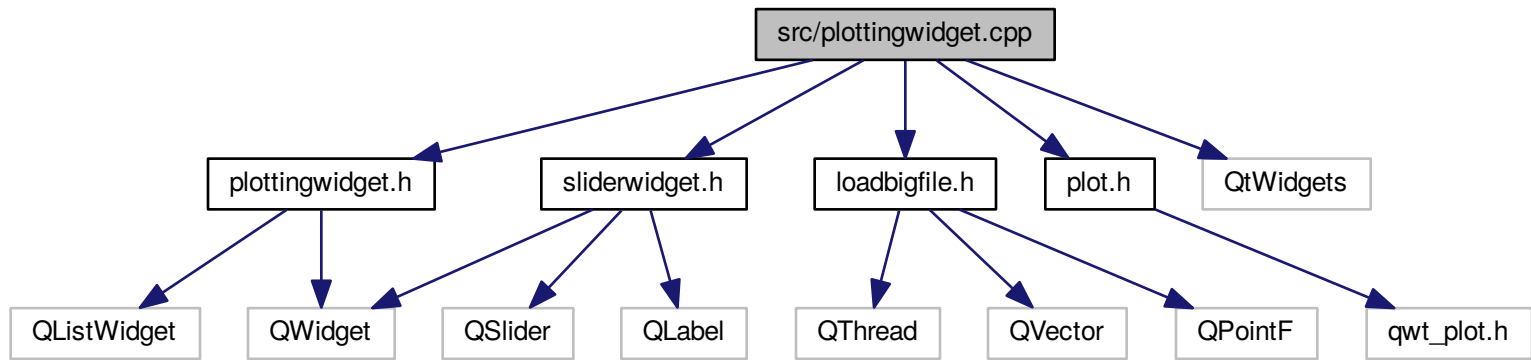 src/plottingwidget.cpp
plottingwidget.h
sliderwidget.h
loadbigfile.h
plot.h
QtWidgets
QListWidget
QWidget
QSlider
QLabel
QThread
QVector
QPointF
qwt_plot.h